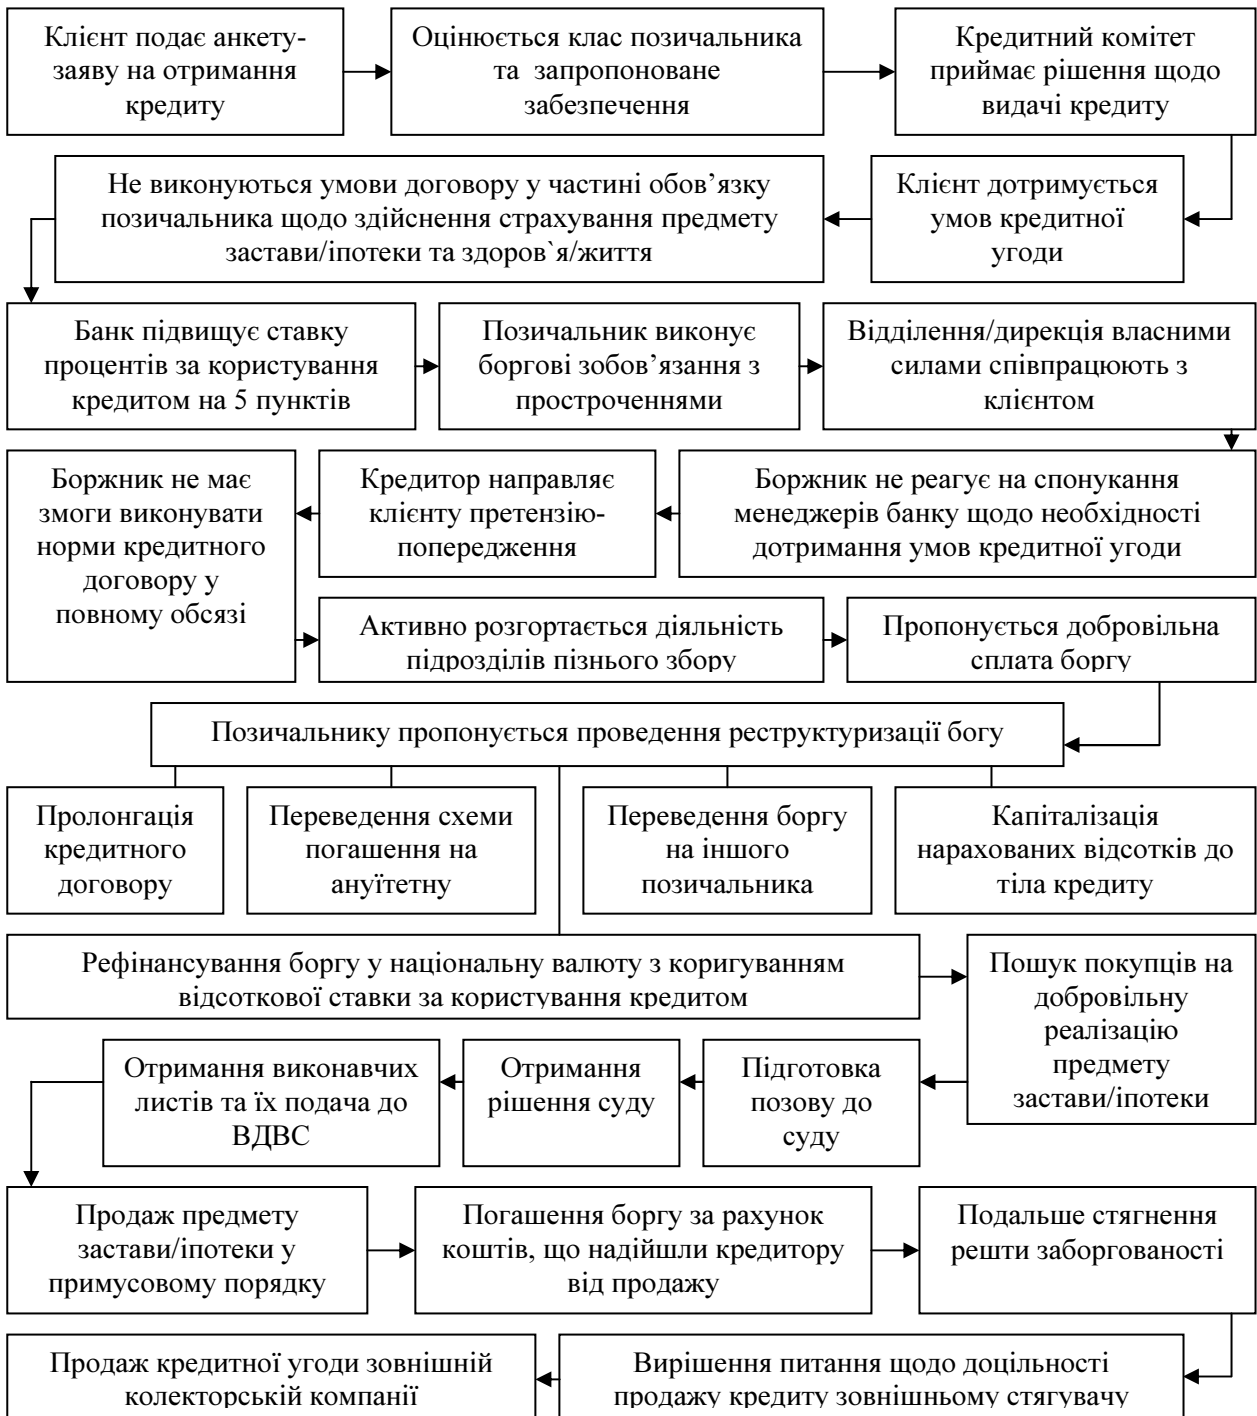 Клієнт подає анкету-
заяву на отримання
кредиту
Оцінюється клас позичальника
та запропоноване
забезпечення
Кредитний комітет
приймає рішення щодо
видачі кредиту
Клієнт дотримується
умов кредитної
угоди
Не виконуються умови договору у частині обов’язку
позичальника щодо здійснення страхування предмету
застави/іпотеки та здоров`я/життя
Банк підвищує ставку
процентів за користування
кредитом на 5 пунктів
Позичальник виконує
боргові зобов’язання з
простроченнями
Відділення/дирекція власними
силами співпрацюють з
клієнтом
Боржник не реагує на спонукання
менеджерів банку щодо необхідності
дотримання умов кредитної угоди
Кредитор направляє
клієнту претензію-
попередження
Боржник не має
змоги виконувати
норми кредитного
договору у
повному обсязі
Активно розгортається діяльність
підрозділів пізнього збору
Пропонується добровільна
сплата боргу
Позичальнику пропонується проведення реструктуризації богу
Пролонгація
кредитного
договору
Переведення схеми
погашення на
ануїтетну
Переведення боргу
на іншого
позичальника
Капіталізація
нарахованих відсотків до
тіла кредиту
Рефінансування боргу у національну валюту з коригуванням
відсоткової ставки за користування кредитом
Пошук покупців на
добровільну
реалізацію
предмету
застави/іпотеки
Підготовка
позову до
суду
Отримання
рішення суду
Отримання виконавчих
листів та їх подача до
ВДВС
Продаж предмету
застави/іпотеки у
примусовому порядку
Погашення боргу за рахунок
коштів, що надійшли кредитору
від продажу
Подальше стягнення
решти заборгованості
Вирішення питання щодо доцільності
продажу кредиту зовнішньому стягувачу
Продаж кредитної угоди зовнішній
колекторській компанії